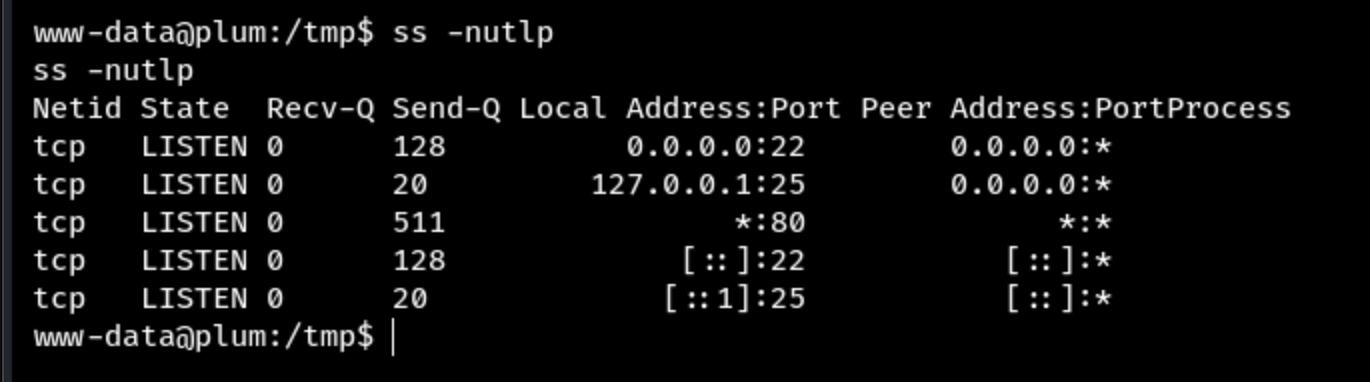 www-data@plum:/tmp$ ss -nutlp
ss -nutlp
Netid State  Recv-Q Send-Q Local Address:Port Peer Address:PortProcess
tcp   LISTEN 0      128          0.0.0.0:22        0.0.0.0:*
tcp   LISTEN 0      20         127.0.0.1:25        0.0.0.0:*
tcp   LISTEN 0      511                *:80              *:*
tcp   LISTEN 0      128             [::]:22           [::]:*
tcp   LISTEN 0      20             [::1]:25           [::]:*
www-data@plum:/tmp$